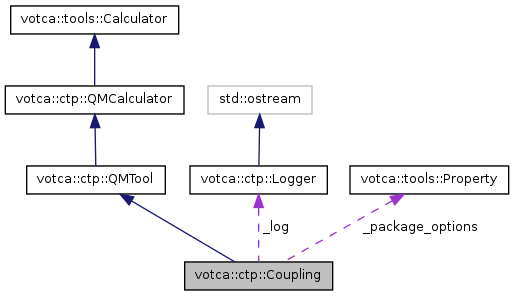 votca::tools::Calculator
votca::ctp::QMCalculator
std::ostream
votca::ctp::QMTool
votca::ctp::Logger
votca::tools::Property
_log
_package_options
votca::ctp::Coupling